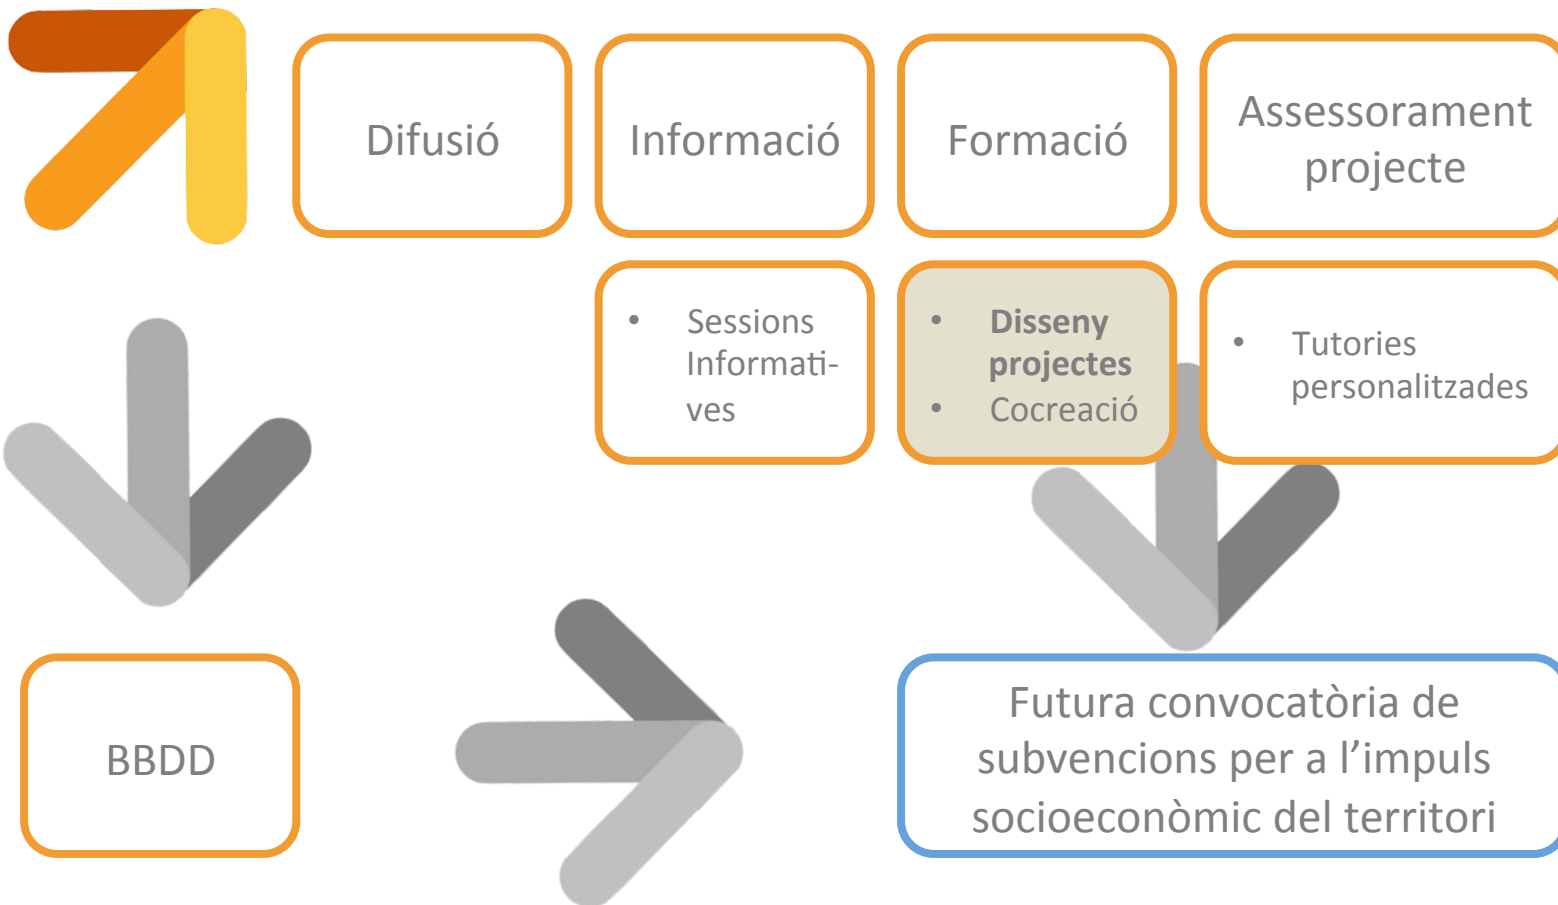 Difusió
Informació
Formació
Assessorament
projecte
• Sessions
Informati-
ves
• Disseny
projectes
• Cocreació
• Tutories
personalitzades
BBDD
Futura convocatòria de
subvencions per a l’impuls
socioeconòmic del territori